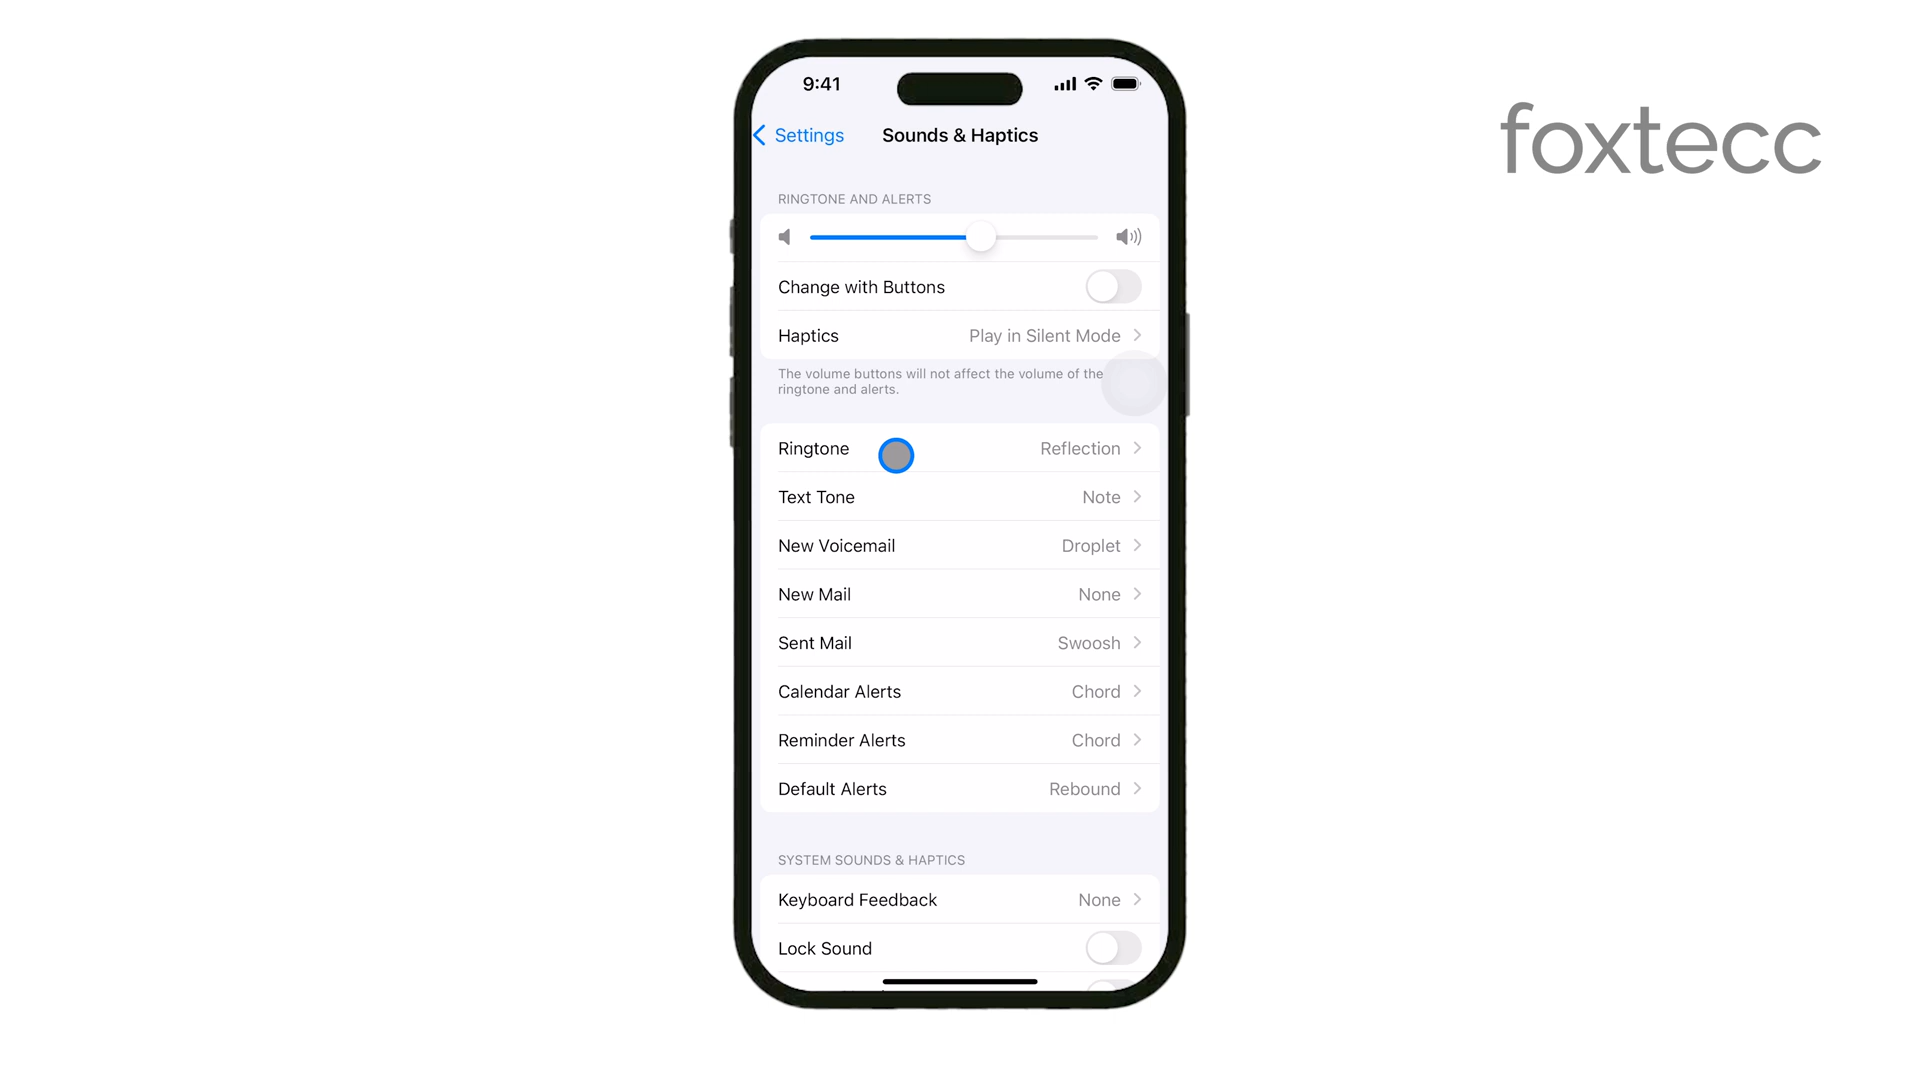 9:41
foxtecc
Settings
Sounds & Haptics
RINGTONE AND ALERTS
Change with Buttons
Haptics Play in Silent Mode
The volume buttons will not affect the volume of the
ringtone and alerts.
Ringtone Reflection
Text Tone Note
New Voicemail Droplet
New Mail None
Sent Mail Swoosh
Calendar Alerts Chord
Reminder Alerts Chord
Default Alerts Rebound
SYSTEM SOUNDS & HAPTICS
Keyboard Feedback None
Lock Sound